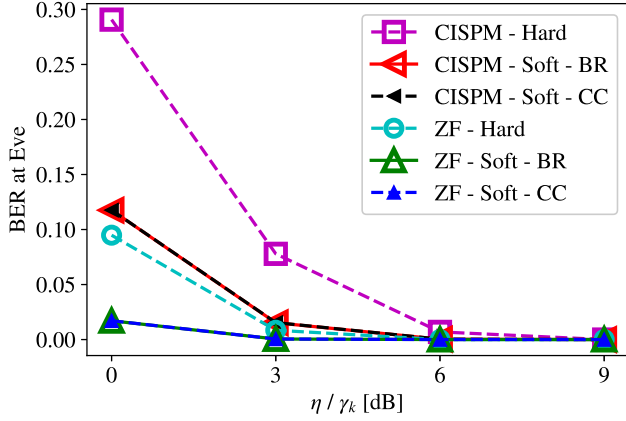 0.30
0.25
0.20
0.15
0.10
0.05
0.00
BER at Eve
CISPM - Hard
CISPM - Soft - BR
CISPM - Soft - CC
ZF - Hard
ZF - Soft - BR
ZF - Soft - CC
0 3 6 9
η / γₖ [dB]